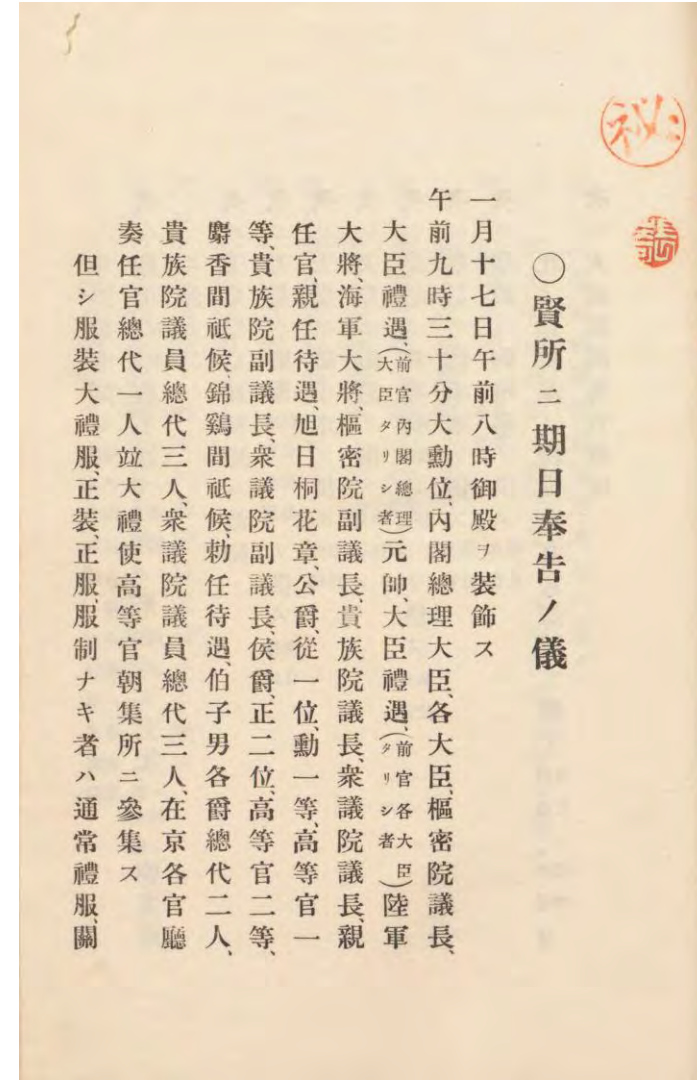 秘
〇賢所ニ期日奉告ノ儀
一月十七日午前八時御殿ヲ装飾ス
午前九時三十分大勳位、內閣總理大臣、各大臣、樞密院議長、
大臣禮遇、(前官內閣總理大臣タリシ者)元帥、大臣禮遇、(前官各大臣タリシ者)陸軍
大將、海軍大將、樞密院副議長、貴族院議長、衆議院議長、親
任官、親任待遇、旭日桐花章、公爵、從一位、勳一等、高等官一
等、貴族院副議長、衆議院副議長、侯爵、正二位、高等官二等、
麝香間祗候、錦鷄間祗候、勅任待遇、伯子男各爵總代二人、
貴族院議員總代三人、衆議院議員總代三人、在京各官廳
奏任官總代一人竝大禮使高等官朝集所ニ參集ス
但シ服裝大禮服、正裝、正服、服制ナキ者ハ通常禮服、關